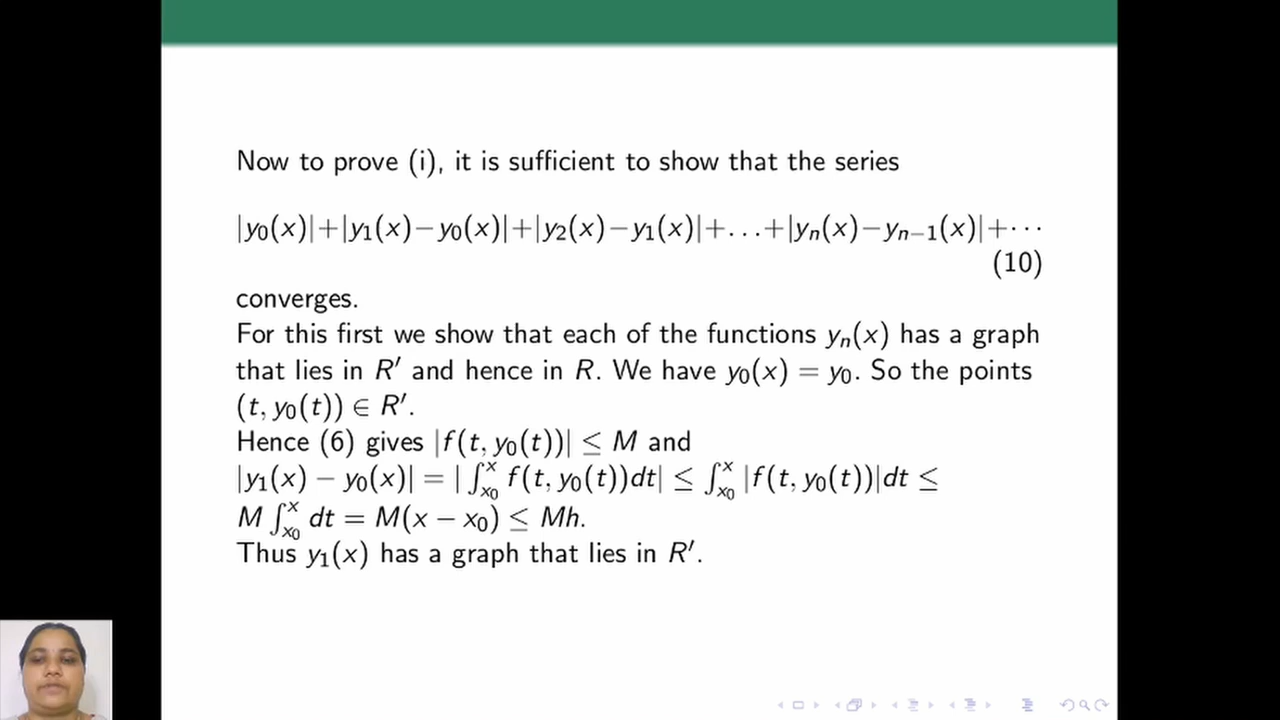 Now to prove (i), it is sufficient to show that the series
|y₀(x)|+|y₁(x)−y₀(x)|+|y₂(x)−y₁(x)|+...+|yₙ(x)−yₙ₋₁(x)|+⋯
(10)
converges.
For this first we show that each of the functions yₙ(x) has a graph
that lies in R′ and hence in R. We have y₀(x) = y₀. So the points
(t, y₀(t)) ∈ R′.
Hence (6) gives |f(t, y₀(t))| ≤ M and
|y₁(x) − y₀(x)| = |∫ₓ₀ˣ f(t, y₀(t))dt| ≤ ∫ₓ₀ˣ |f(t, y₀(t))|dt ≤
M ∫ₓ₀ˣ dt = M(x − x₀) ≤ Mh.
Thus y₁(x) has a graph that lies in R′.